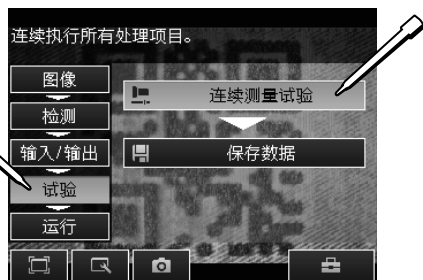 连续执行所有处理项目。
图像
检测
输入/输出
试验
运行
连续测量试验
保存数据